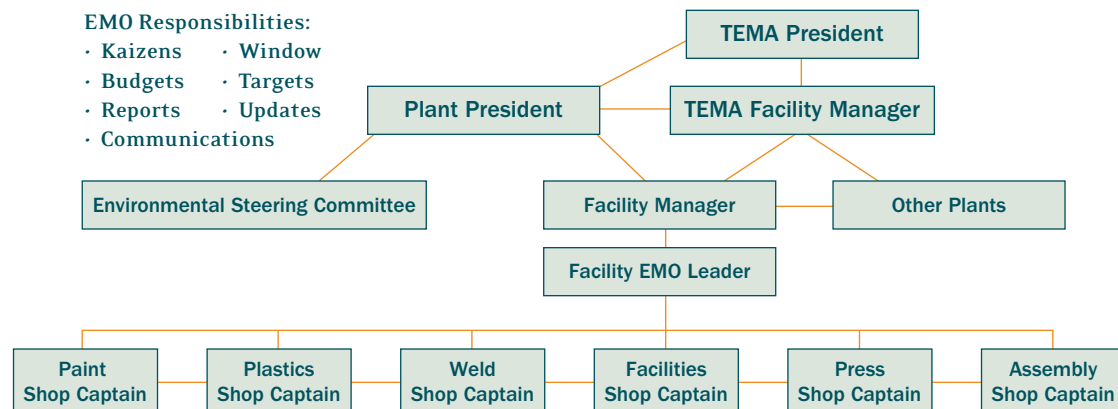 EMO Responsibilities:
· Kaizens · Window
· Budgets · Targets
· Reports · Updates
· Communications
TEMA President
Plant President
TEMA Facility Manager
Environmental Steering Committee
Facility Manager
Other Plants
Facility EMO Leader
Paint
Shop Captain
Plastics
Shop Captain
Weld
Shop Captain
Facilities
Shop Captain
Press
Shop Captain
Assembly
Shop Captain